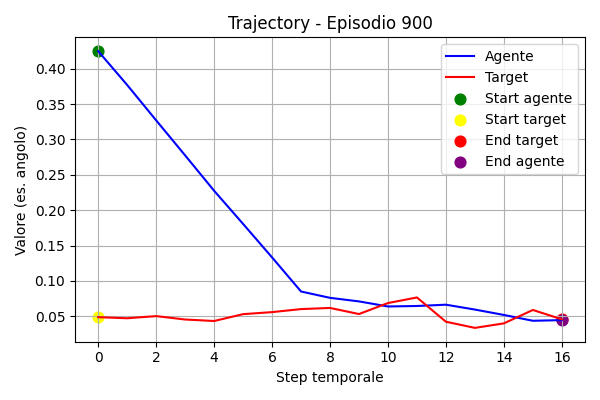 Trajectory - Episodio 900
Valore (es. angolo)
0.40
0.35
0.30
0.25
0.20
0.15
0.10
0.05
Agente
Target
Start agente
Start target
End target
End agente
0 2 4 6 8 10 12 14 16
Step temporale